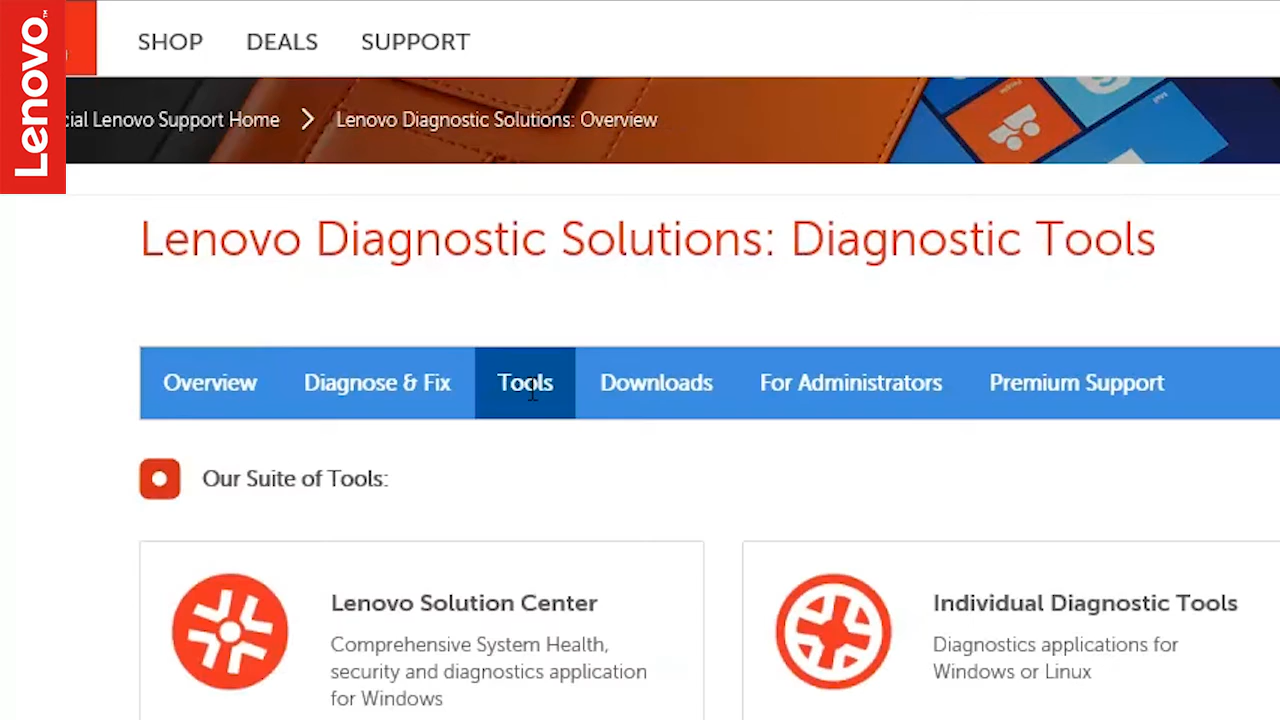 Lenovo™
SHOP DEALS SUPPORT
cial Lenovo Support Home > Lenovo Diagnostic Solutions: Overview
Lenovo Diagnostic Solutions: Diagnostic Tools
Overview Diagnose & Fix Tools Downloads For Administrators Premium Support
Our Suite of Tools:
Lenovo Solution Center
Comprehensive System Health,
security and diagnostics application
for Windows
Individual Diagnostic Tools
Diagnostics applications for
Windows or Linux